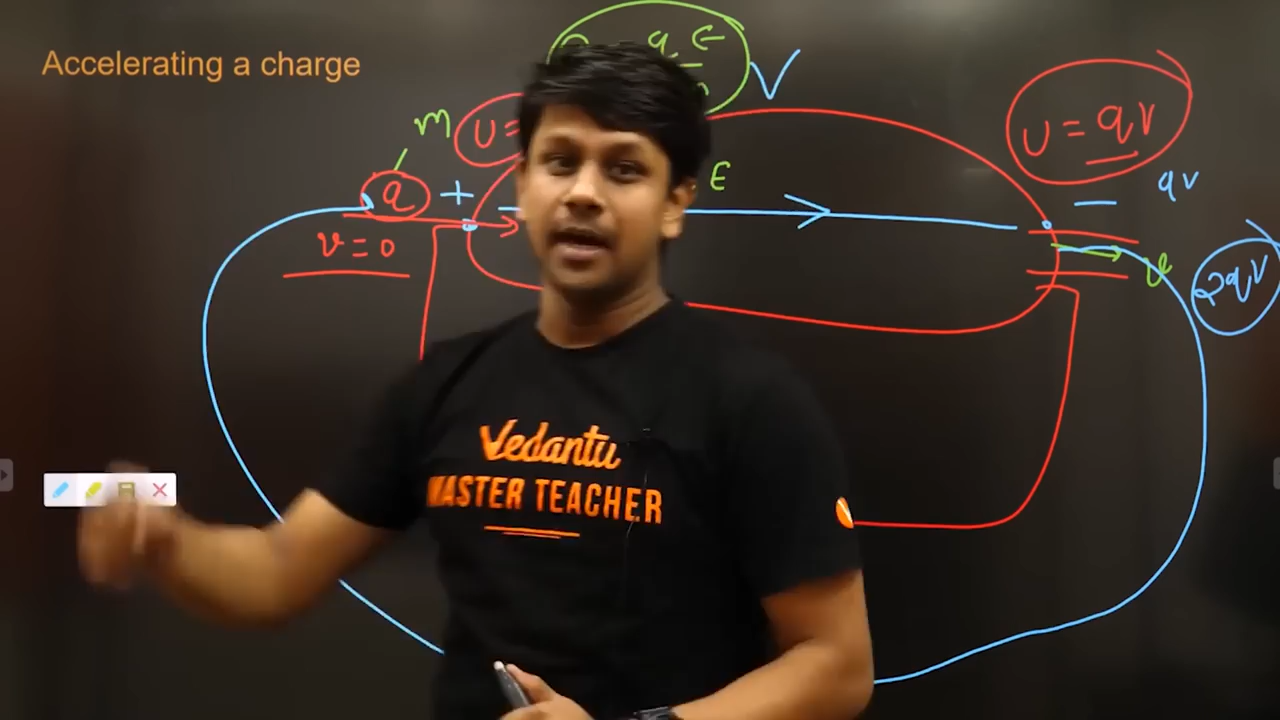 Accelerating a charge
V
m
U =
U = qV
q +
E
−
qV
v = 0
v
2qV
Vedantu
MASTER TEACHER